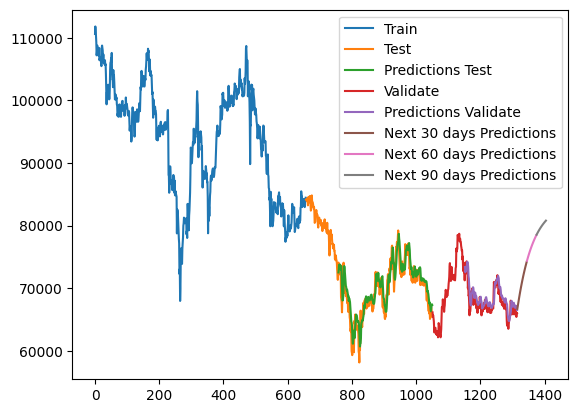 110000
100000
90000
80000
70000
60000
0 200 400 600 800 1000 1200 1400
Train
Test
Predictions Test
Validate
Predictions Validate
Next 30 days Predictions
Next 60 days Predictions
Next 90 days Predictions